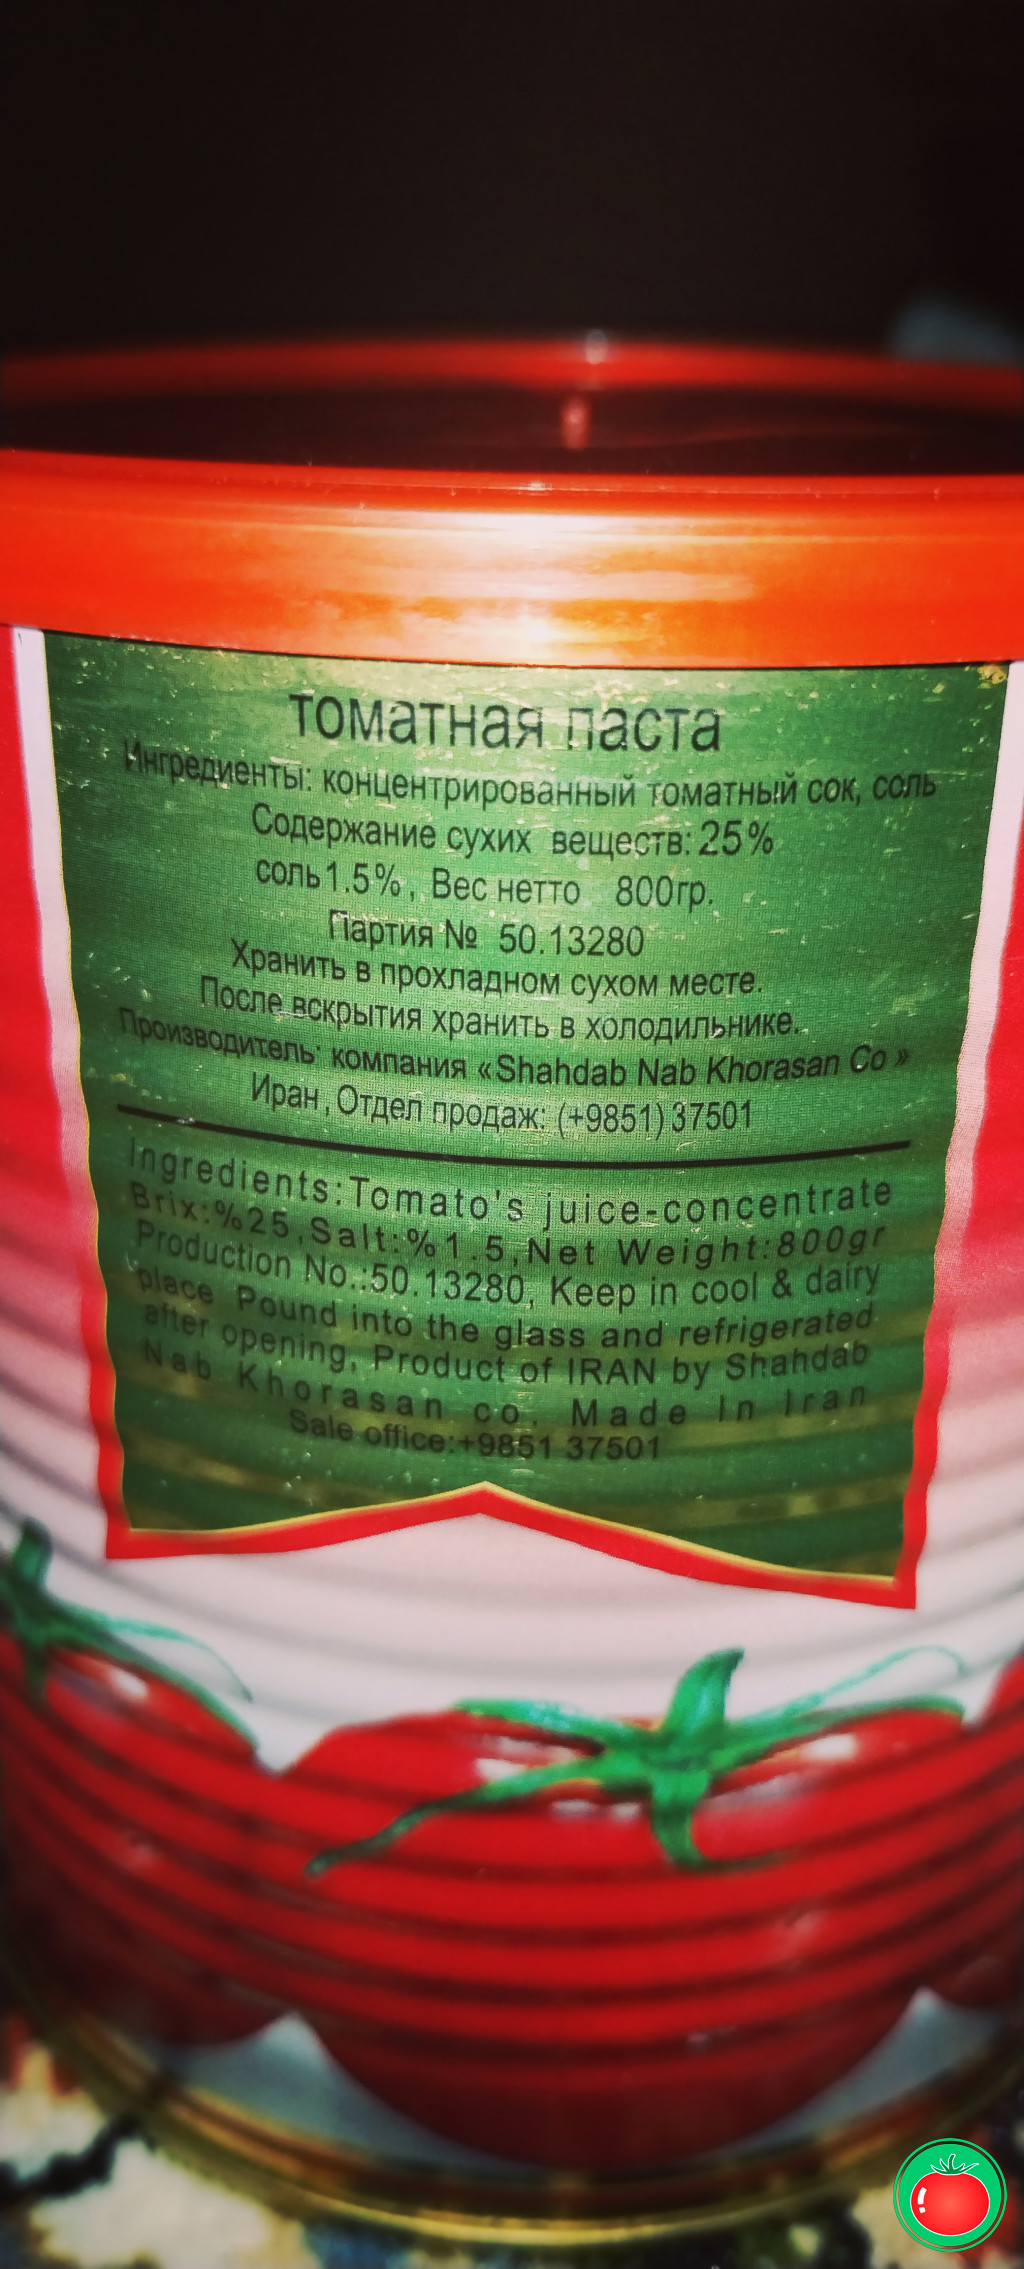 томатная паста
Ингредиенты: концентрированный томатный сок, соль
Содержание сухих веществ: 25%
соль1.5%, Вес нетто 800гр.
Партия № 50.13280
Хранить в прохладном сухом месте.
После вскрытия хранить в холодильнике.
Производитель: компания «Shahdab Nab Khorasan Co»
Иран, Отдел продаж: (+9851) 37501
Ingredients:Tomato's juice-concentrate
Brix:%25,Salt:%1.5,Net Weight:800gr
Production No.:50.13280, Keep in cool & dairy
place Pound into the glass and refrigerated
after opening, Product of IRAN by Shahdab
Nab Khorasan co. Made In Iran
Sale office:+9851 37501